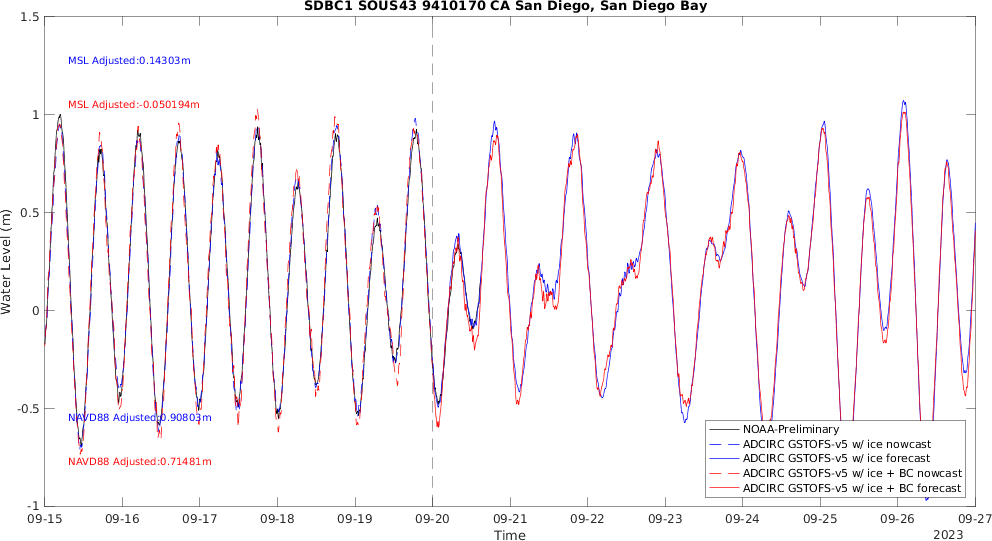 SDBC1 SOUS43 9410170 CA San Diego, San Diego Bay
1.5
MSL Adjusted:0.14303m
MSL Adjusted:-0.050194m
1
0.5
Water Level (m)
0
-0.5
NAVD88 Adjusted:0.90803m
NAVD88 Adjusted:0.71481m
NOAA-Preliminary
ADCIRC GSTOFS-v5 w/ ice nowcast
ADCIRC GSTOFS-v5 w/ ice forecast
ADCIRC GSTOFS-v5 w/ ice + BC nowcast
ADCIRC GSTOFS-v5 w/ ice + BC forecast
-1
09-15 09-16 09-17 09-18 09-19 09-20 09-21 09-22 09-23 09-24 09-25 09-26 09-27
Time
2023